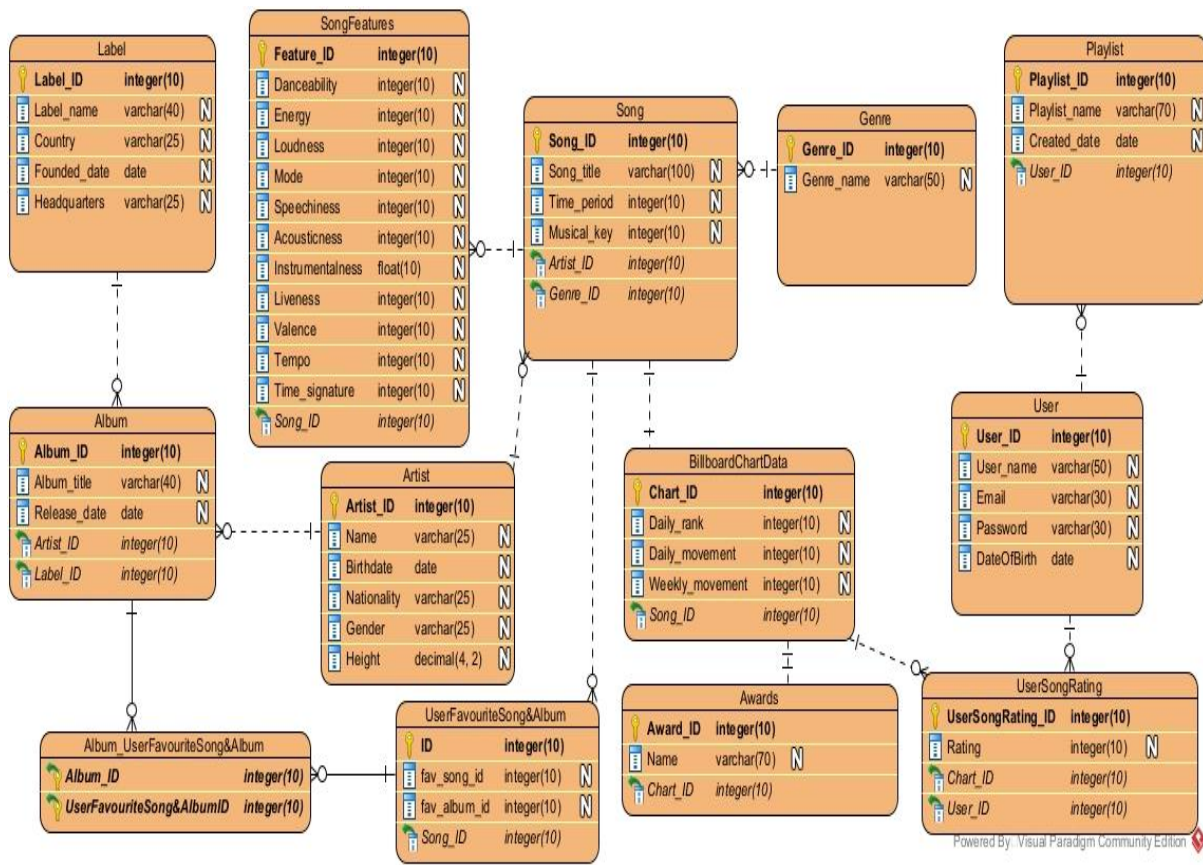 Label
Label_ID integer(10)
Label_name varchar(40) N
Country varchar(25) N
Founded_date date N
Headquarters varchar(25) N
SongFeatures
Feature_ID integer(10)
Danceability integer(10) N
Energy integer(10) N
Loudness integer(10) N
Mode integer(10) N
Speechiness integer(10) N
Acousticness integer(10) N
Instrumentalness float(10) N
Liveness integer(10) N
Valence integer(10) N
Tempo integer(10) N
Time_signature integer(10) N
Song_ID integer(10)
Song
Song_ID integer(10)
Song_title varchar(100) N
Time_period integer(10) N
Musical_key integer(10) N
Artist_ID integer(10)
Genre_ID integer(10)
Genre
Genre_ID integer(10)
Genre_name varchar(50) N
Playlist
Playlist_ID integer(10)
Playlist_name varchar(70) N
Created_date date N
User_ID integer(10)
Album
Album_ID integer(10)
Album_title varchar(40) N
Release_date date N
Artist_ID integer(10)
Label_ID integer(10)
Artist
Artist_ID integer(10)
Name varchar(25) N
Birthdate date N
Nationality varchar(25) N
Gender varchar(25) N
Height decimal(4, 2) N
BillboardChartData
Chart_ID integer(10)
Daily_rank integer(10) N
Daily_movement integer(10) N
Weekly_movement integer(10) N
Song_ID integer(10)
User
User_ID integer(10)
User_name varchar(50) N
Email varchar(30) N
Password varchar(30) N
DateOfBirth date N
Album_UserFavouriteSong&Album
Album_ID integer(10)
UserFavouriteSong&AlbumID integer(10)
UserFavouriteSong&Album
ID integer(10)
fav_song_id integer(10) N
fav_album_id integer(10) N
Song_ID integer(10)
Awards
Award_ID integer(10)
Name varchar(70) N
Chart_ID integer(10)
UserSongRating
UserSongRating_ID integer(10)
Rating integer(10) N
Chart_ID integer(10)
User_ID integer(10)
Powered By: Visual Paradigm Community Edition